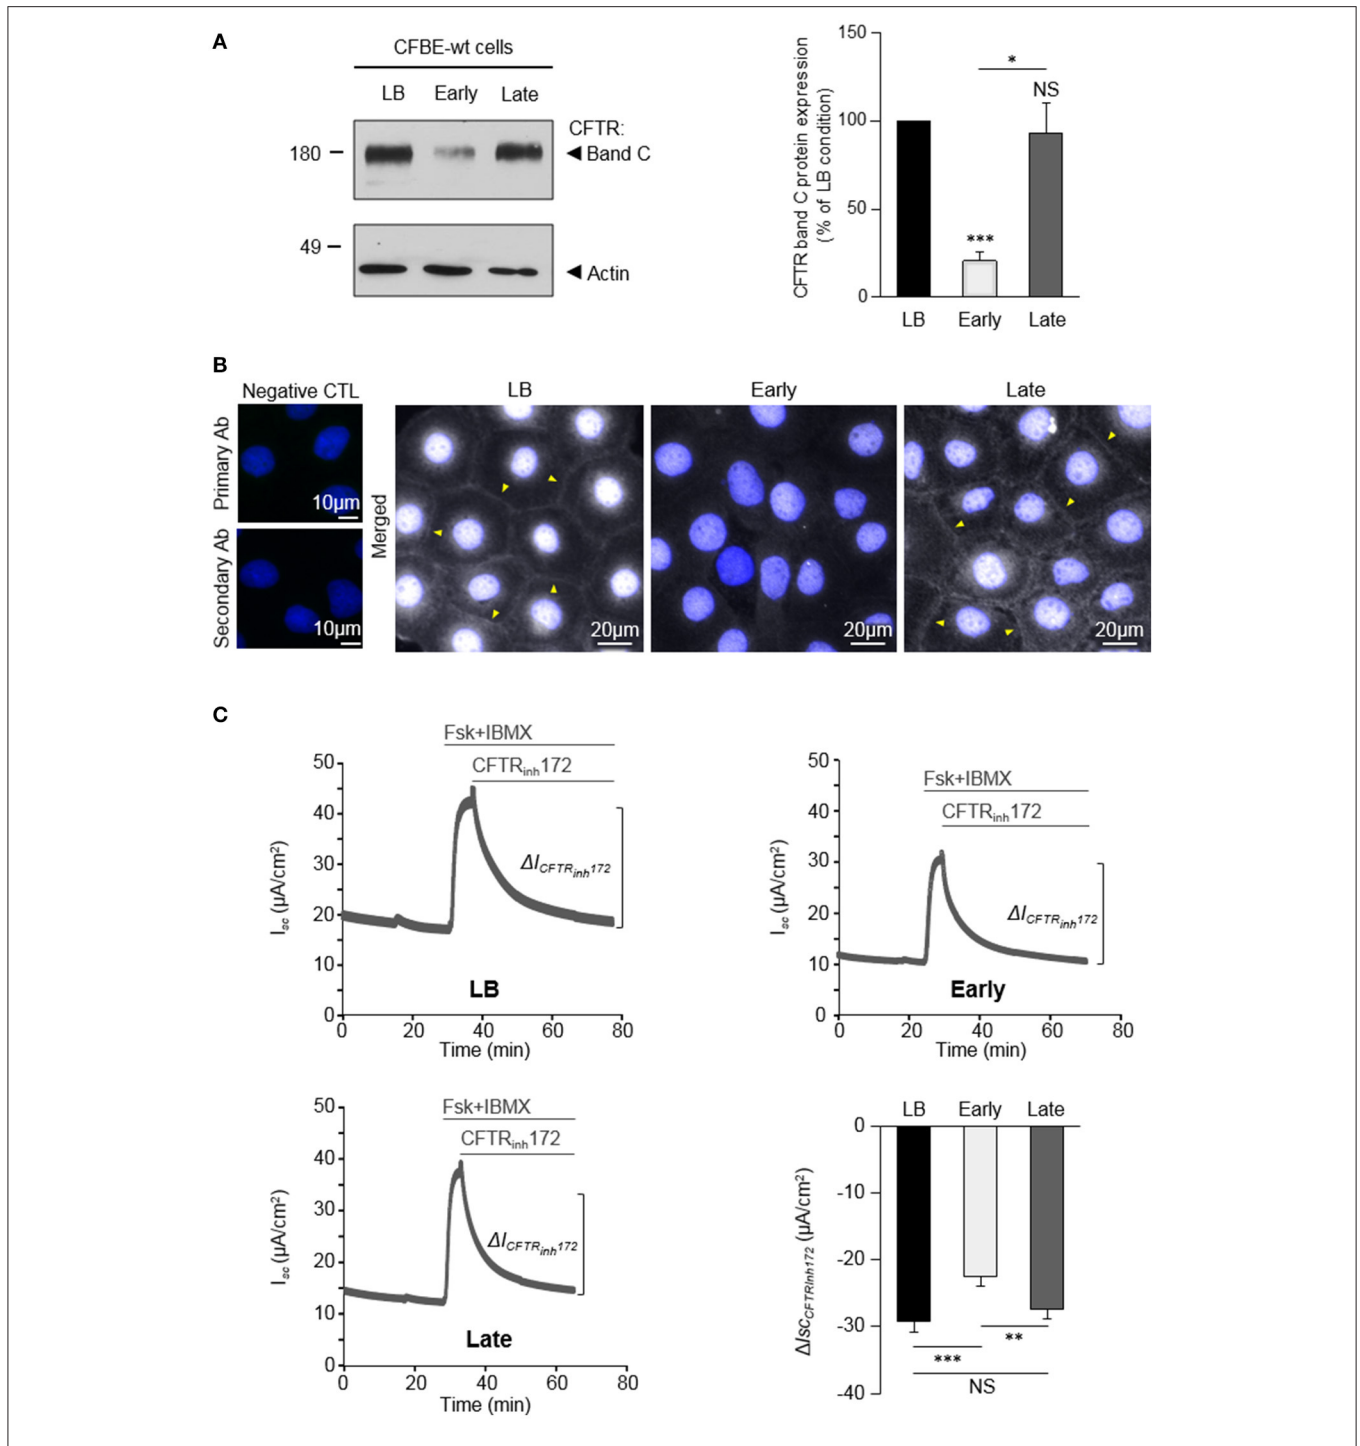 A
CFBE-wt cells
LB Early Late
CFTR:
180
Band C
49
Actin
CFTR band C protein expression
(% of LB condition)
150
100
50
0
*
NS
***
LB Early Late
B
Negative CTL
LB
Early
Late
Primary Ab
10µm
Secondary Ab
10µm
Merged
20µm
20µm
20µm
C
Fsk+IBMX
CFTRinh172
ΔICFTRinh172
Isc (µA/cm²)
50
40
30
20
10
0
LB
0 20 40 60 80
Time (min)
Fsk+IBMX
CFTRinh172
ΔICFTRinh172
Isc (µA/cm²)
50
40
30
20
10
0
Early
0 20 40 60 80
Time (min)
Fsk+IBMX
CFTRinh172
ΔICFTRinh172
Isc (µA/cm²)
50
40
30
20
10
0
Late
0 20 40 60 80
Time (min)
LB Early Late
ΔIscCFTRinh172 (µA/cm²)
0
-10
-20
-30
-40
**
***
NS